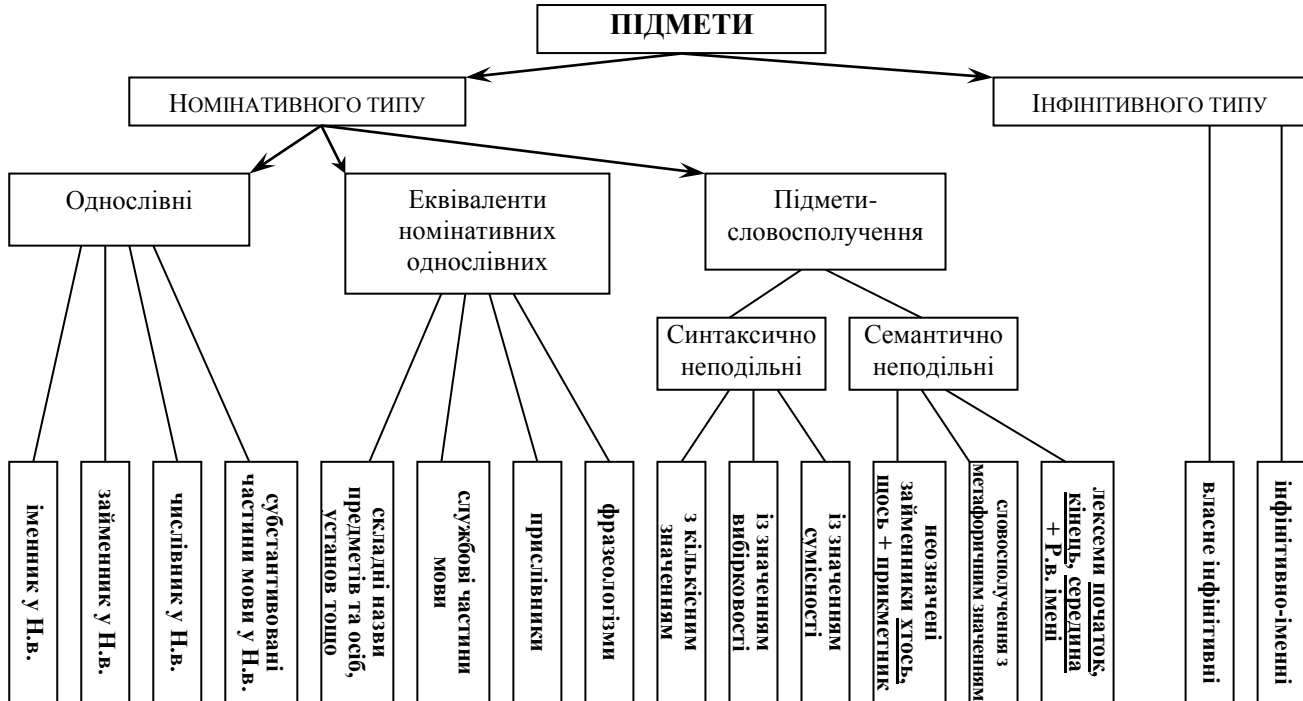 ПІДМЕТИ
НОМІНАТИВНОГО ТИПУ
ІНФІНІТИВНОГО ТИПУ
Однослівні
Еквіваленти
номінативних
однослівних
Підмети-
словосполучення
Синтаксично
неподільні
Семантично
неподільні
іменник у Н.в.
займенник у Н.в.
числівник у Н.в.
субстантивовані
частини мови у Н.в.
складні назви
предметів та осіб,
установ тощо
службові частини
мови
прислівники
фразеологізми
з кількісним
значенням
із значенням
вибірковості
із значенням
сумісності
неозначені
займенники хтось,
щось + прикметник
словосполучення з
метафоричним значенням
лексеми початок,
кінець, середина
+ Р.в. імені
власне інфінітивні
інфінітивно-іменні